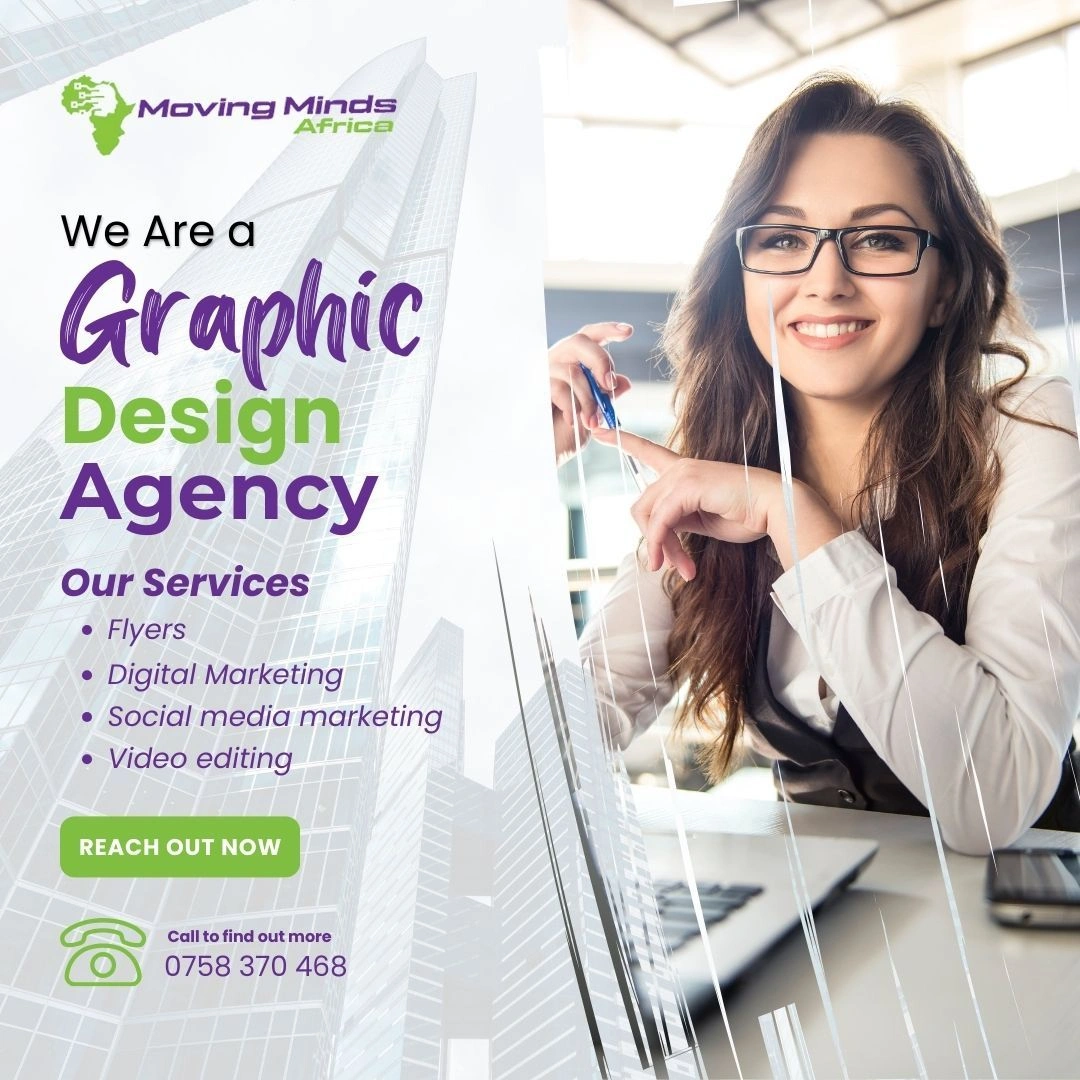 Moving Minds
Africa
We Are a
Graphic
Design
Agency
Our Services
• Flyers
• Digital Marketing
• Social media marketing
• Video editing
REACH OUT NOW
Call to find out more
0758 370 468